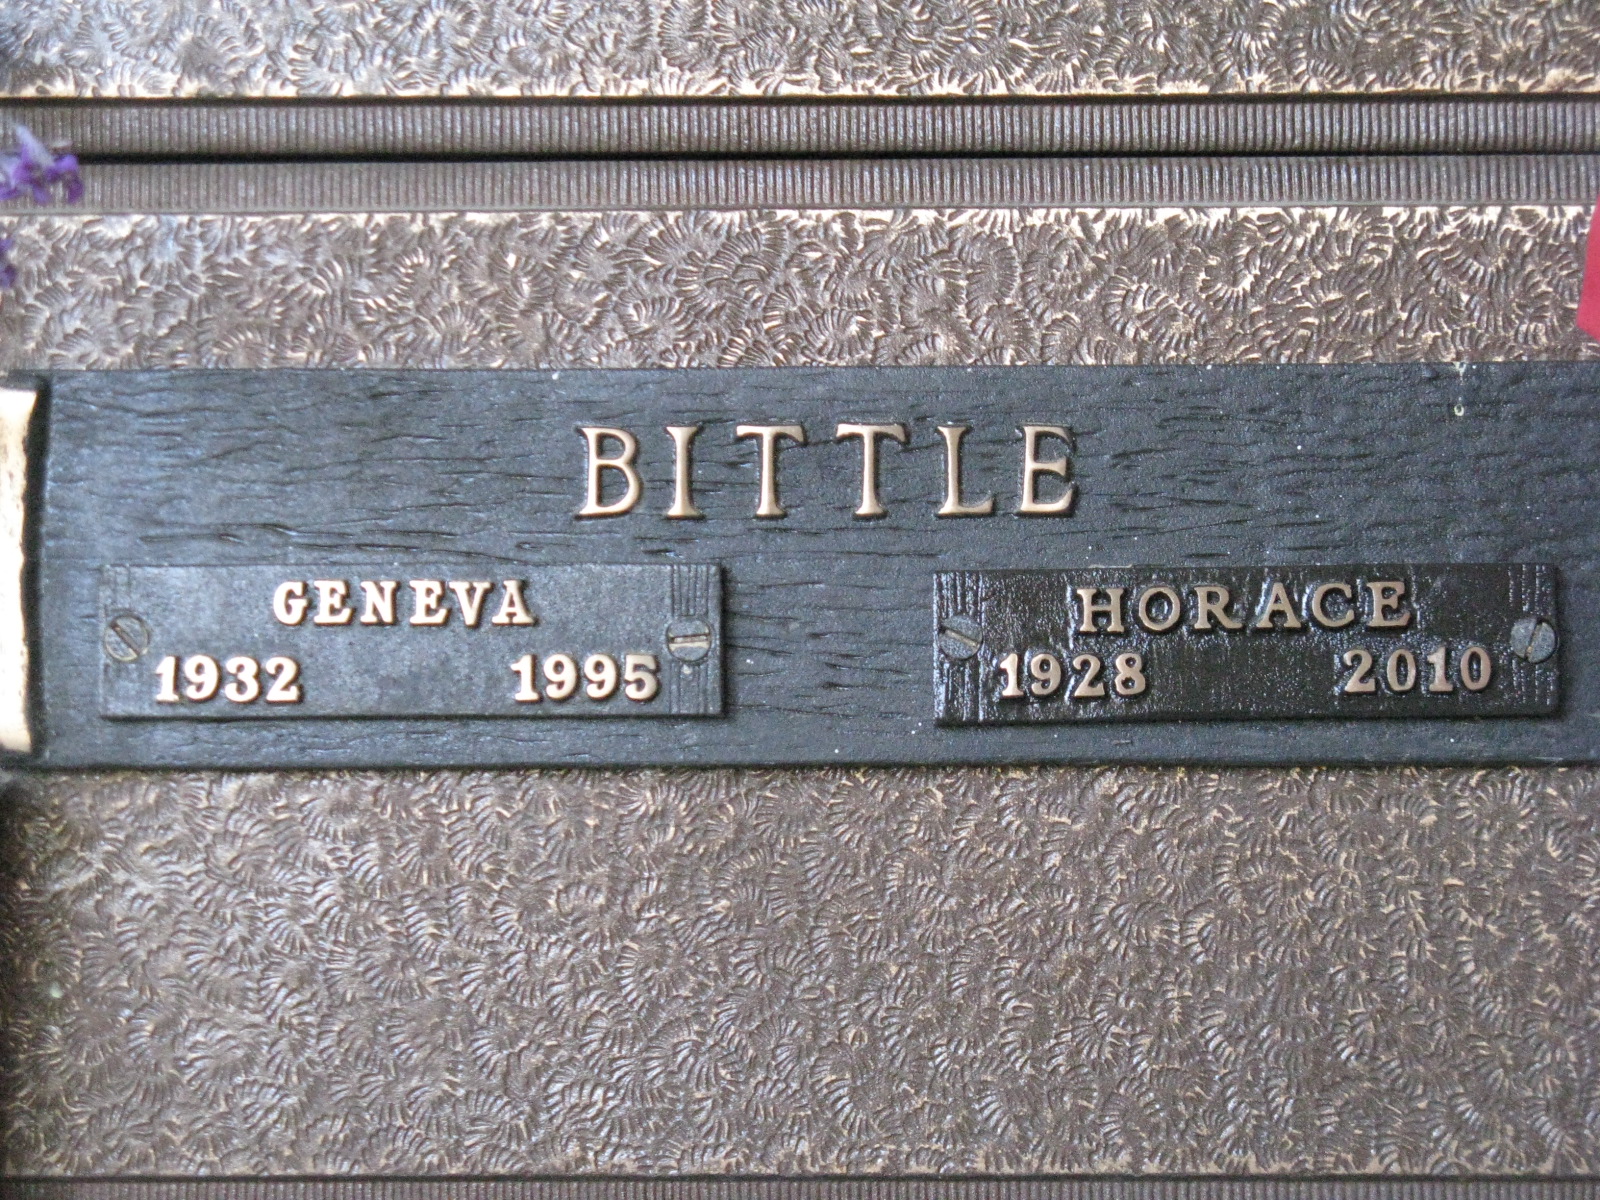 BITTLE
GENEVA
1932 1995
HORACE
1928 2010